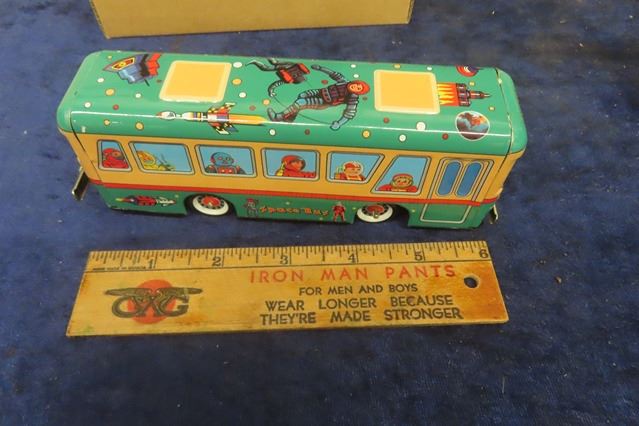 Space Bus
1 2 3 4 5 6
IRON MAN PANTS
FOR MEN AND BOYS
WEAR LONGER BECAUSE
THEY'RE MADE STRONGER